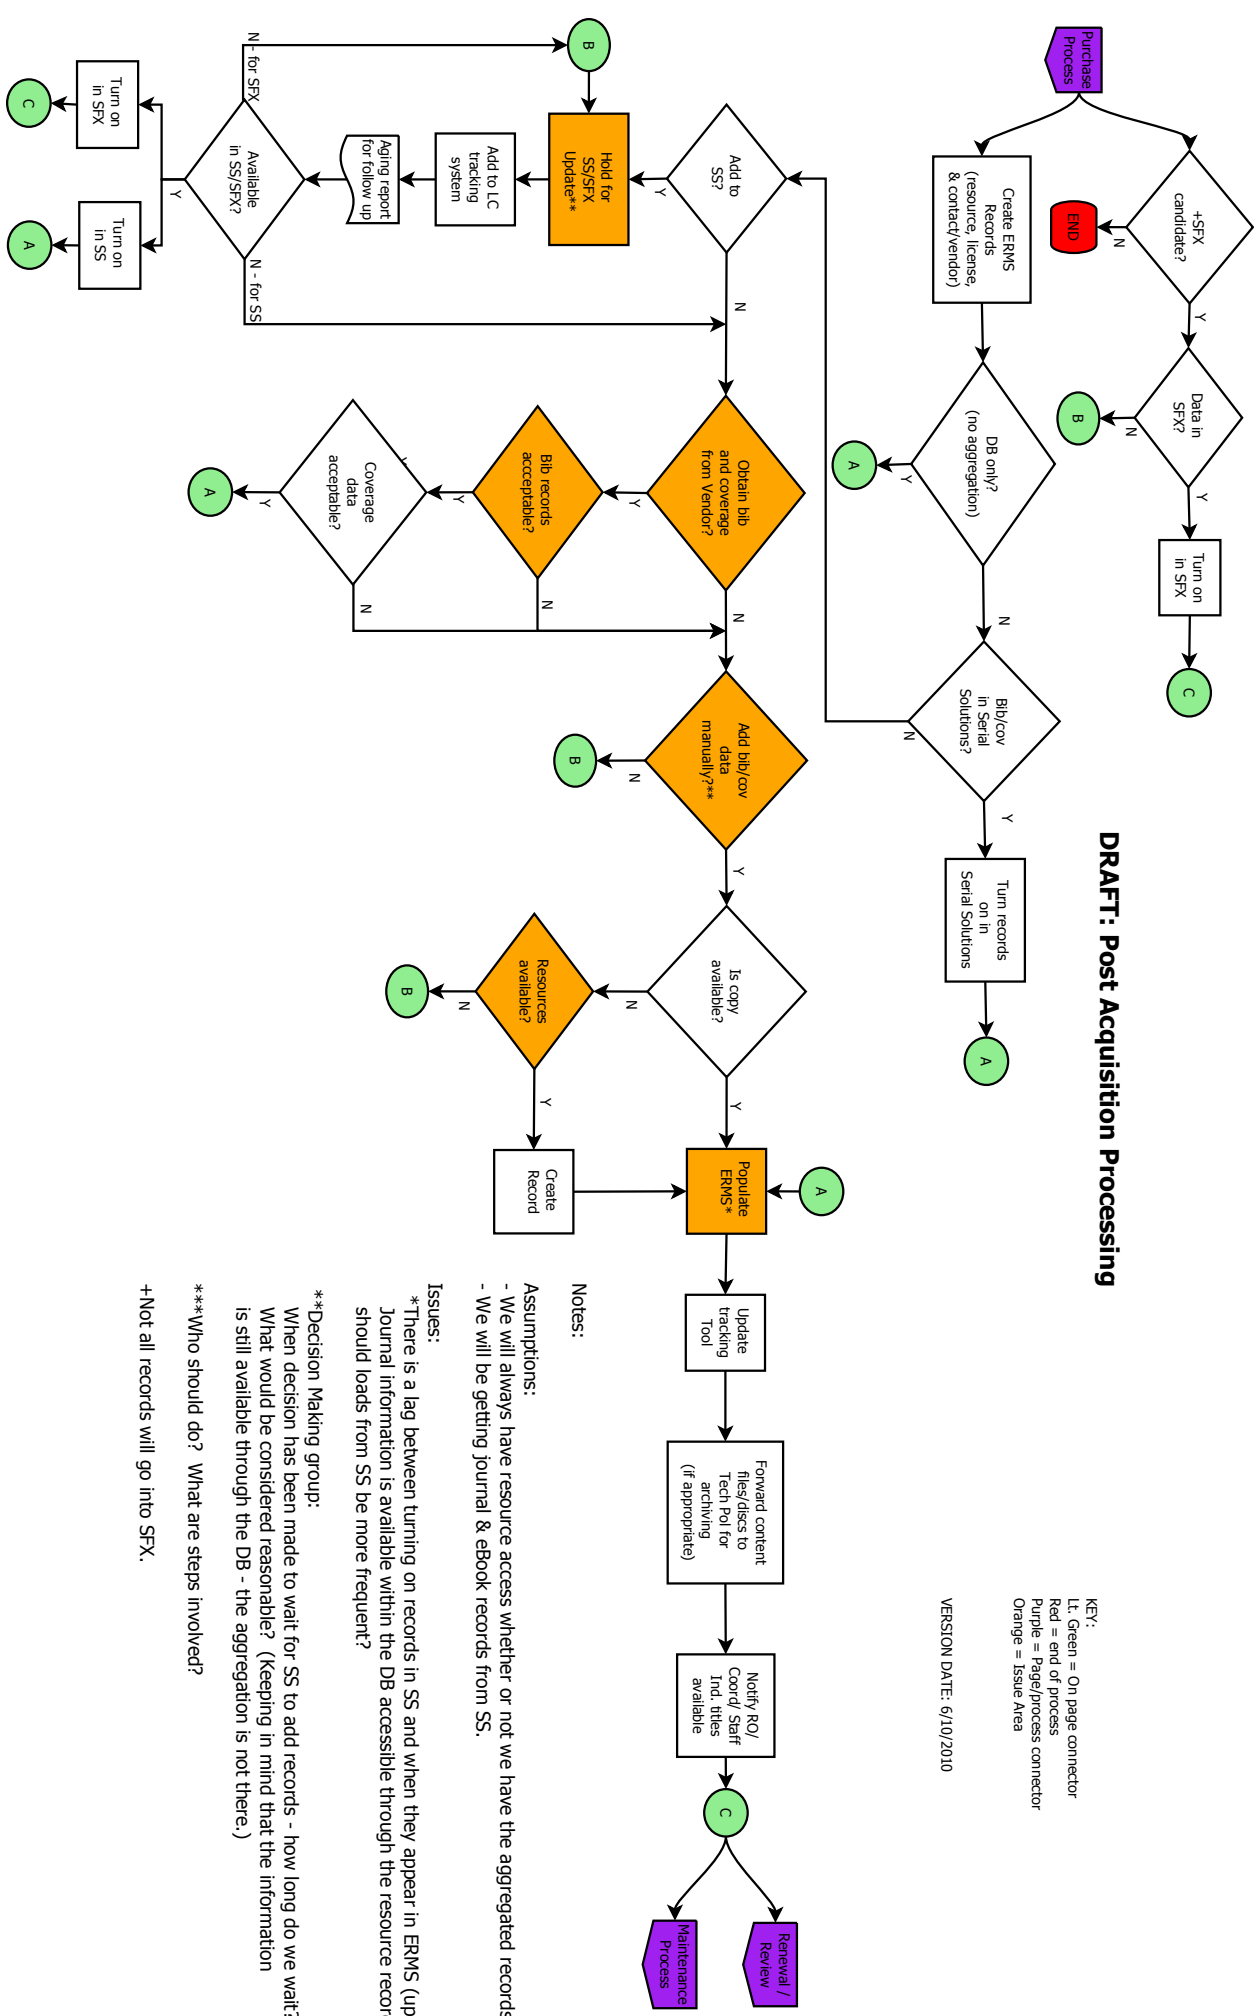 DRAFT: Post Acquisition Processing
KEY:
Lt. Green = On page connector
Red = end of process
Purple = Page/process connector
Orange = Issue Area
VERSION DATE: 6/10/2010
Purchase
Process
+SFX
candidate?
N
END
Y
Data in
SFX?
N
B
Y
Turn on
in SFX
C
Create ERMS
Records
(resource, license,
& contact/vendor)
DB only?
(no aggregation)
Y
A
N
Bib/cov
in Serial
Solutions?
N
Y
Turn records
on in
Serial Solutions
A
Add to
SS?
Y
N
B
Hold for
SS/SFX
Update**
Add to LC
tracking
system
Aging report
for follow up
Available
in SS/SFX?
N - for SFX
N - for SS
Y
Turn on
in SFX
C
Turn on
in SS
A
Obtain bib
and coverage
from Vendor?
Y
N
Bib records
accceptable?
Y
N
Coverage
data
acceptable?
Y
N
A
Add bib/cov
data
manually?**
N
B
Y
Is copy
available?
N
Y
Resources
available?
N
B
Y
Create
Record
A
Populate
ERMS*
Update
tracking
Tool
Forward content
files/discs to
Tech Pol for
archiving
(if appropriate)
Notify RO/
Coord/ Staff
Ind. titles
available
C
Renewal /
Review
Maintenance
Process
Notes:
Assumptions:
- We will always have resource access whether or not we have the aggregated records
- We will be getting journal & eBook records from SS.
Issues:
*There is a lag between turning on records in SS and when they appear in ERMS (up
Journal information is available within the DB accessible through the resource recor
should loads from SS be more frequent?
**Decision Making group:
When decision has been made to wait for SS to add records - how long do we wait?
What would be considered reasonable? (Keeping in mind that the information
is still available through the DB - the aggregation is not there.)
***Who should do? What are steps involved?
+Not all records will go into SFX.